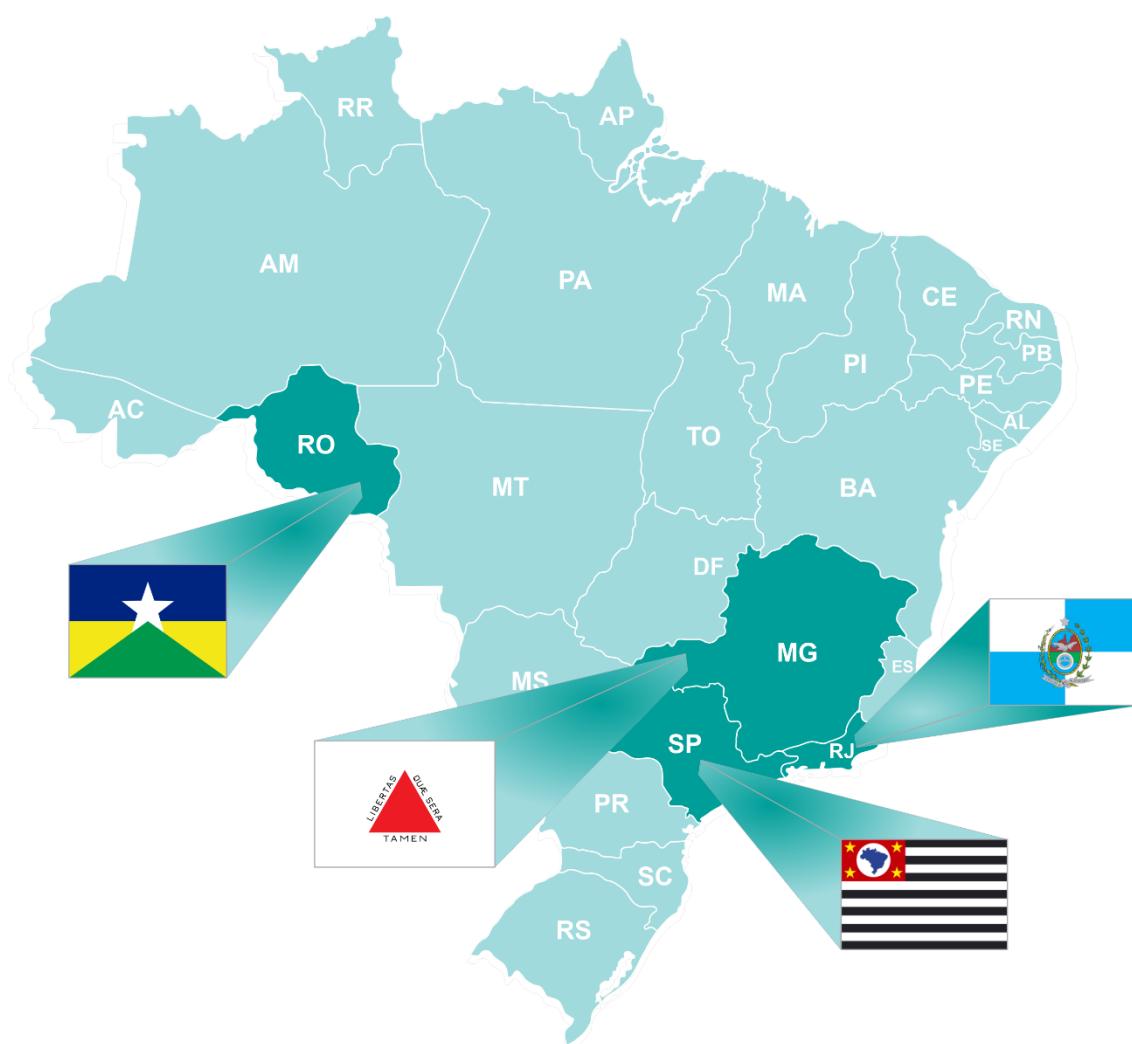 RR
AP
AM
PA
MA
CE
RN
PB
PI
PE
AC
AL
TO
SE
RO
MT
BA
DF
MG
ES
MS
SP
RJ
LIBERTAS
QUÆ SERA
TAMEN
PR
SC
RS